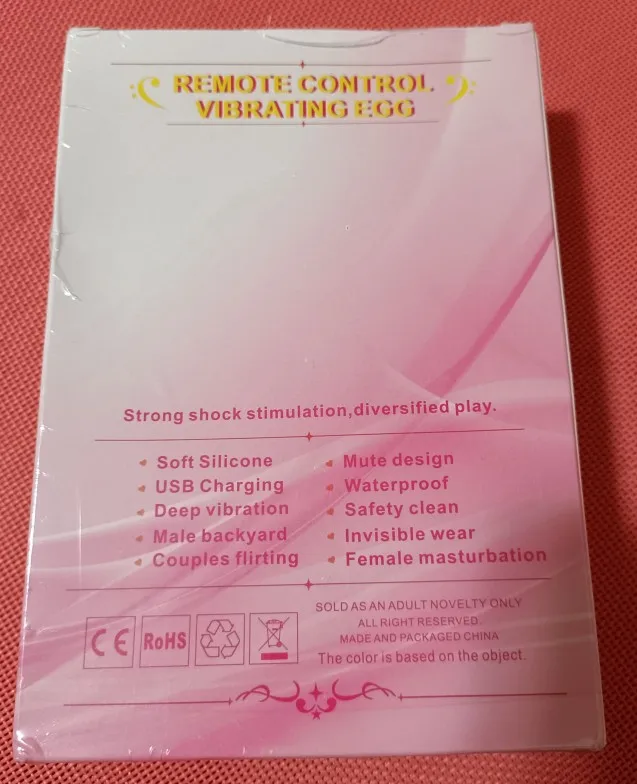 REMOTE CONTROL
VIBRATING EGG
Strong shock stimulation,diversified play.
Soft Silicone
USB Charging
Deep vibration
Male backyard
Couples flirting
Mute design
Waterproof
Safety clean
Invisible wear
Female masturbation
CE
RoHS
SOLD AS AN ADULT NOVELTY ONLY
ALL RIGHT RESERVED.
MADE AND PACKAGED CHINA
The color is based on the object.